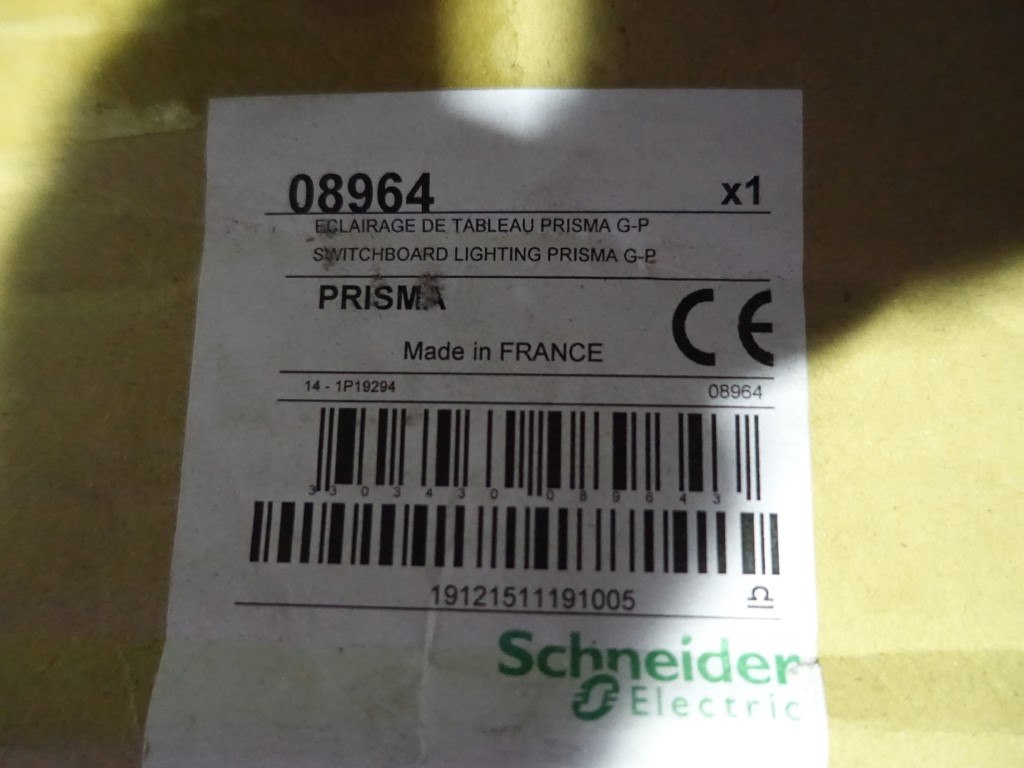 08964 x1
ECLAIRAGE DE TABLEAU PRISMA G-P
SWITCHBOARD LIGHTING PRISMA G-P
PRISMA
CE
Made in FRANCE
14 - 1P19294 08964
3303430089643
19121511191005
Schneider
Electric